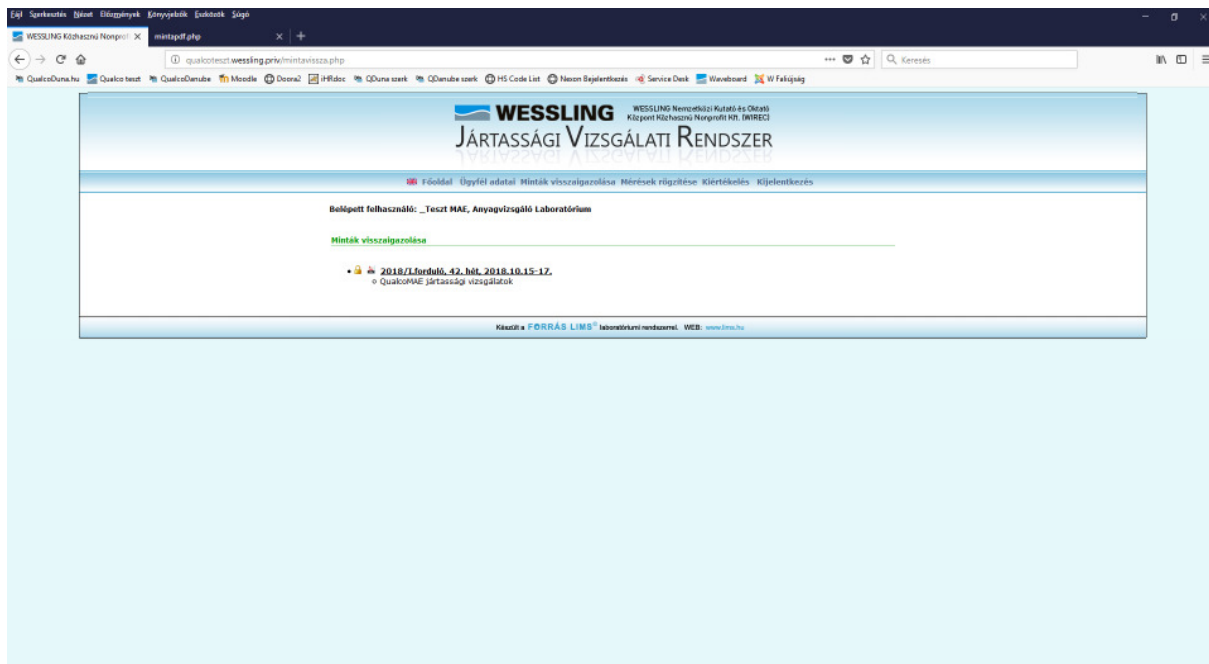 Fájl Szerkesztés Nézet Előzmények Könyvjelzők Eszközök Súgó
WESSLING Közhasznú Nonprofi mintapdf.php
qualcoteszt.wessling.priv/mintavissza.php Keresés
QualcoDuna.hu Qualco teszt QualcoDanube Moodle Doora2 iHRdoc QDuna szerk QDanube szerk HS Code List Nexon Bejelentkezés Service Desk Waveboard W Faliújság
WESSLING WESSLING Nemzetközi Kutató és Oktató
Központ Közhasznú Nonprofit Kft. (WIREC)
JÁRTASSÁGI VIZSGÁLATI RENDSZER
Főoldal Ügyfél adatai Minták visszaigazolása Mérések rögzítése Kiértékelés Kijelentkezés
Belépett felhasználó: _Teszt MAE, Anyagvizsgáló Laboratórium
Minták visszaigazolása
2018/I.forduló, 42. hét, 2018.10.15-17.
QualcoMAE jártassági vizsgálatok
Készült a FORRÁS LIMS© laboratóriumi rendszerrel. WEB: www.lims.hu